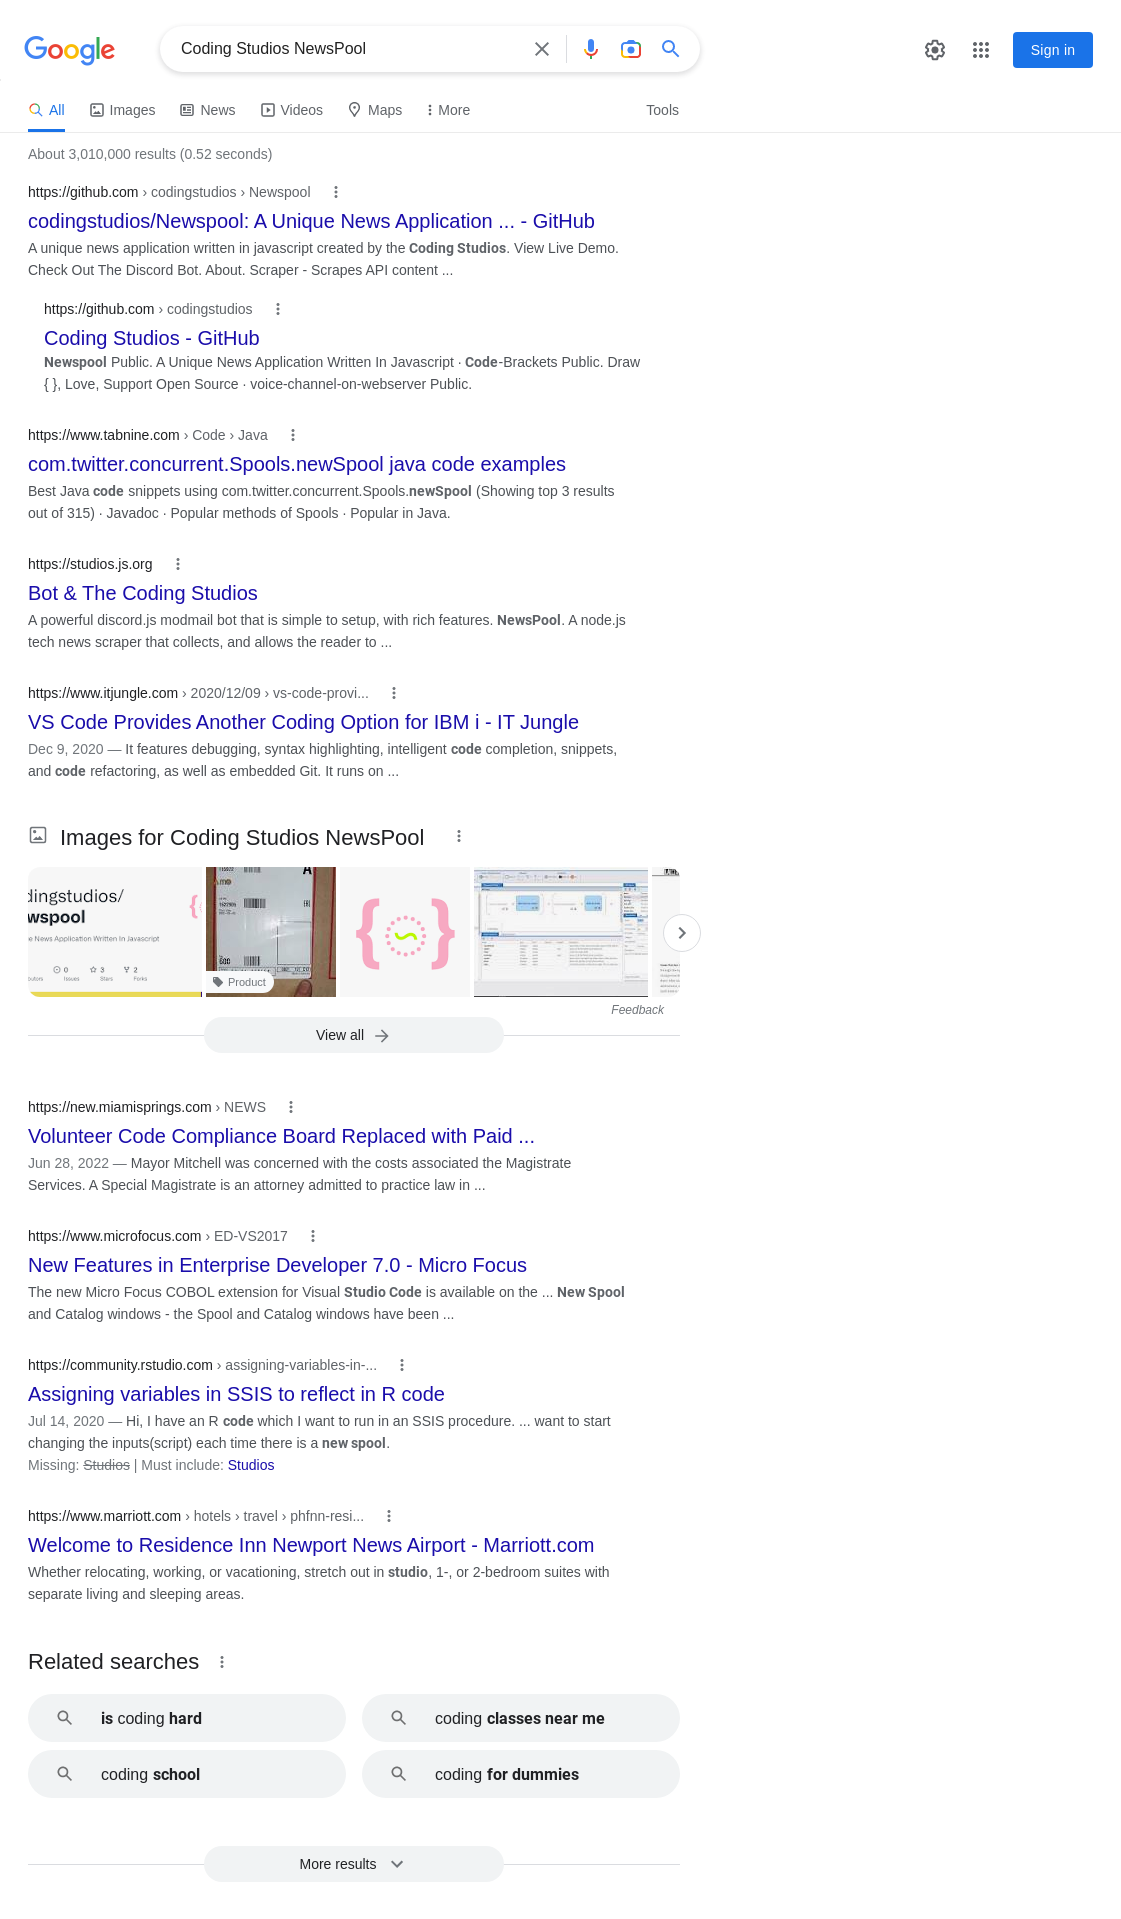 Google
Coding Studios NewsPool
Sign in
All Images News Videos Maps More Tools
About 3,010,000 results (0.52 seconds)
https://github.com › codingstudios › Newspool
codingstudios/Newspool: A Unique News Application ... - GitHub
A unique news application written in javascript created by the Coding Studios. View Live Demo.
Check Out The Discord Bot. About. Scraper - Scrapes API content ...
https://github.com › codingstudios
Coding Studios - GitHub
Newspool Public. A Unique News Application Written In Javascript · Code-Brackets Public. Draw
{ }, Love, Support Open Source · voice-channel-on-webserver Public.
https://www.tabnine.com › Code › Java
com.twitter.concurrent.Spools.newSpool java code examples
Best Java code snippets using com.twitter.concurrent.Spools.newSpool (Showing top 3 results
out of 315) · Javadoc · Popular methods of Spools · Popular in Java.
https://studios.js.org
Bot & The Coding Studios
A powerful discord.js modmail bot that is simple to setup, with rich features. NewsPool. A node.js
tech news scraper that collects, and allows the reader to ...
https://www.itjungle.com › 2020/12/09 › vs-code-provi...
VS Code Provides Another Coding Option for IBM i - IT Jungle
Dec 9, 2020 — It features debugging, syntax highlighting, intelligent code completion, snippets,
and code refactoring, as well as embedded Git. It runs on ...
Images for Coding Studios NewsPool
dingstudios/
wspool
e News Application Written In Javascript
0 3 2
Issues Stars Forks
Product
Feedback
View all
https://new.miamisprings.com › NEWS
Volunteer Code Compliance Board Replaced with Paid ...
Jun 28, 2022 — Mayor Mitchell was concerned with the costs associated the Magistrate
Services. A Special Magistrate is an attorney admitted to practice law in ...
https://www.microfocus.com › ED-VS2017
New Features in Enterprise Developer 7.0 - Micro Focus
The new Micro Focus COBOL extension for Visual Studio Code is available on the ... New Spool
and Catalog windows - the Spool and Catalog windows have been ...
https://community.rstudio.com › assigning-variables-in-...
Assigning variables in SSIS to reflect in R code
Jul 14, 2020 — Hi, I have an R code which I want to run in an SSIS procedure. ... want to start
changing the inputs(script) each time there is a new spool.
Missing: Studios | Must include: Studios
https://www.marriott.com › hotels › travel › phfnn-resi...
Welcome to Residence Inn Newport News Airport - Marriott.com
Whether relocating, working, or vacationing, stretch out in studio, 1-, or 2-bedroom suites with
separate living and sleeping areas.
Related searches
is coding hard
coding classes near me
coding school
coding for dummies
More results